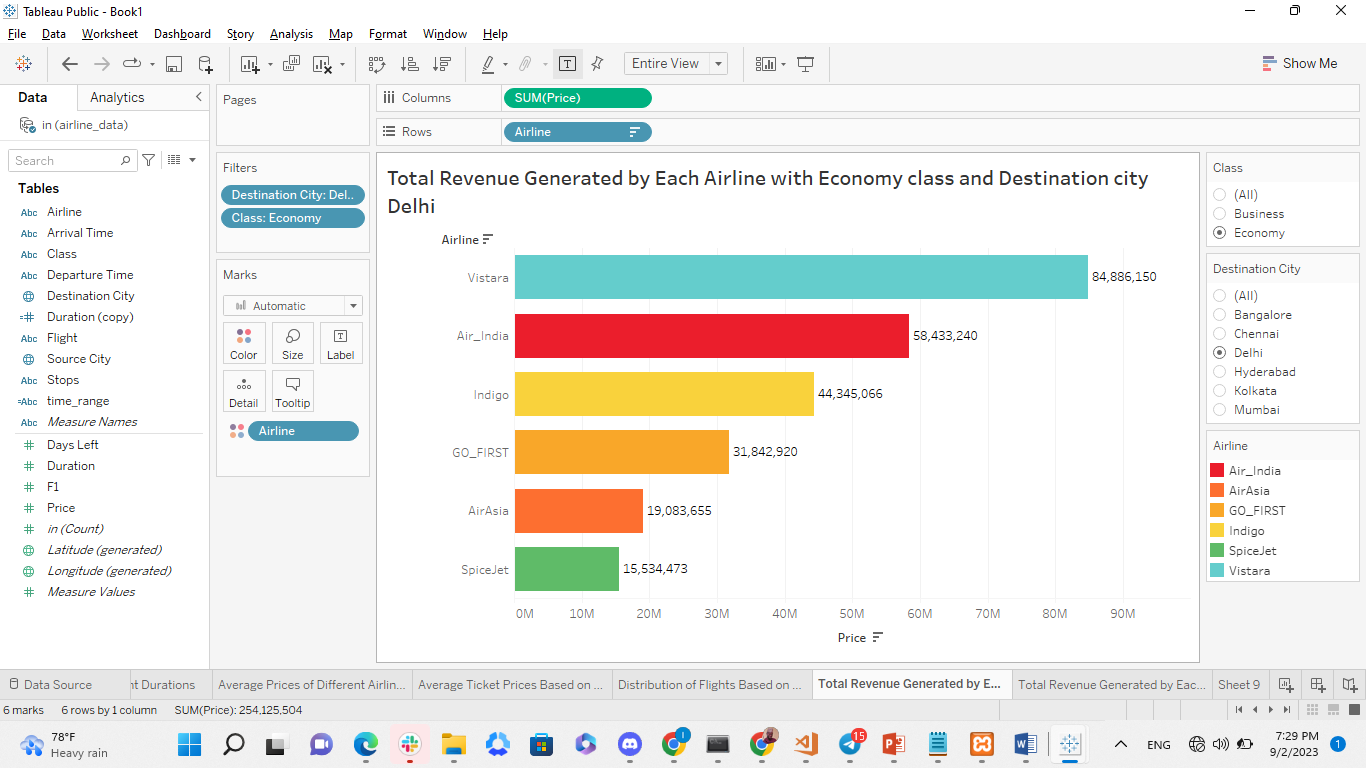 Tableau Public - Book1
File Data Worksheet Dashboard Story Analysis Map Format Window Help
Entire View
Show Me
Data Analytics
in (airline_data)
Search
Tables
Abc Airline
Abc Arrival Time
Abc Class
Abc Departure Time
Destination City
=# Duration (copy)
Abc Flight
Source City
Abc Stops
=Abc time_range
Abc Measure Names
# Days Left
# Duration
# F1
# Price
# in (Count)
Latitude (generated)
Longitude (generated)
# Measure Values
Pages
Filters
Destination City: Del..
Class: Economy
Marks
Automatic
Color Size Label
Detail Tooltip
Airline
Columns SUM(Price)
Rows Airline
Total Revenue Generated by Each Airline with Economy class and Destination city
Delhi
Airline
Vistara 84,886,150
Air_India 58,433,240
Indigo 44,345,066
GO_FIRST 31,842,920
AirAsia 19,083,655
SpiceJet 15,534,473
0M 10M 20M 30M 40M 50M 60M 70M 80M 90M
Price
Class
(All)
Business
Economy
Destination City
(All)
Bangalore
Chennai
Delhi
Hyderabad
Kolkata
Mumbai
Airline
Air_India
AirAsia
GO_FIRST
Indigo
SpiceJet
Vistara
Data Source nt Durations Average Prices of Different Airlin... Average Ticket Prices Based on ... Distribution of Flights Based on ... Total Revenue Generated by E... Total Revenue Generated by Eac... Sheet 9
6 marks 6 rows by 1 column SUM(Price): 254,125,504
78°F
Heavy rain
15
ENG
7:29 PM
9/2/2023
1